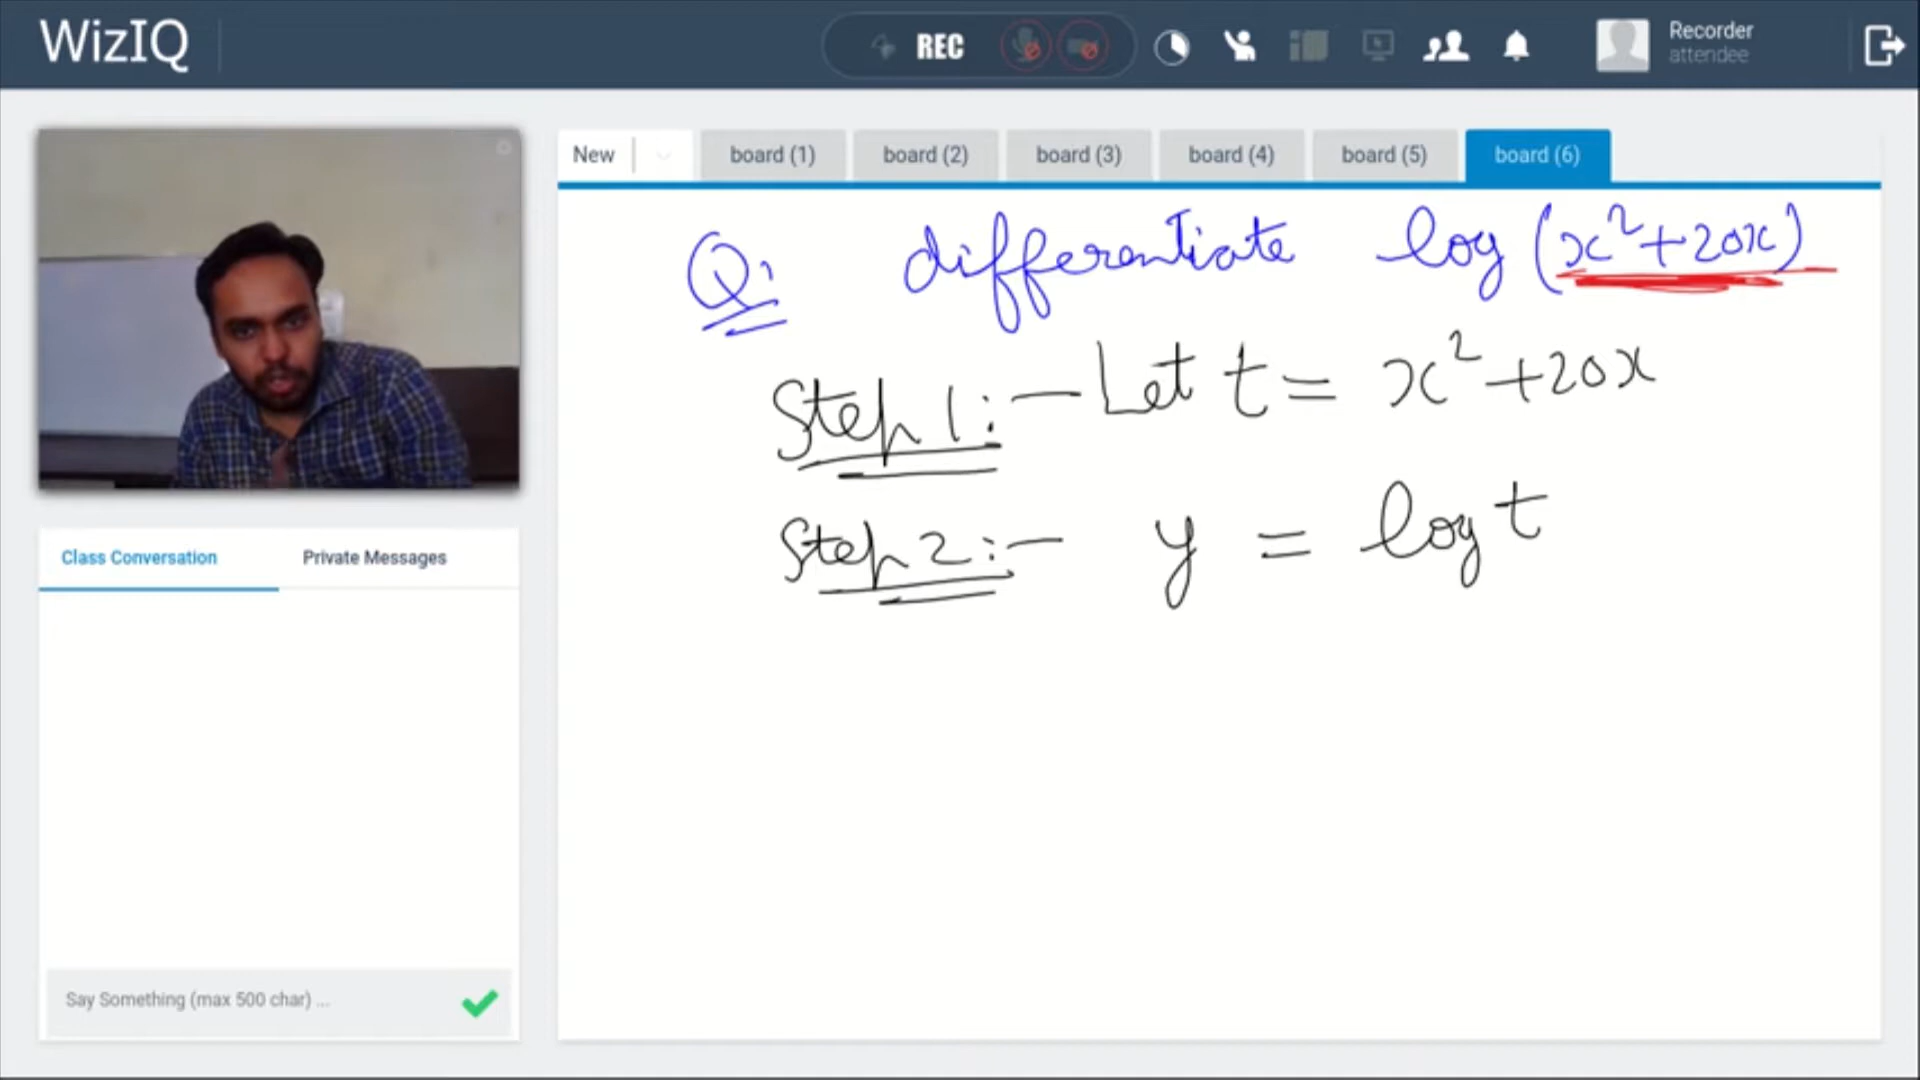 WizIQ
REC
Recorder
attendee
New board (1) board (2) board (3) board (4) board (5) board (6)
Q, differentiate log (x²+20x)
Step 1:- Let t = x²+20x
Step 2:- y = log t
Class Conversation Private Messages
Say Something (max 500 char) ...